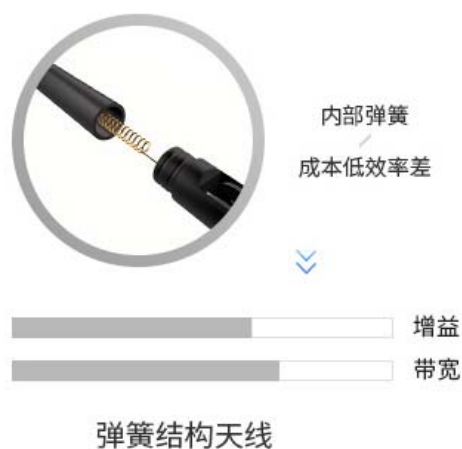 内部弹簧
成本低效率差
增益
带宽
弹簧结构天线